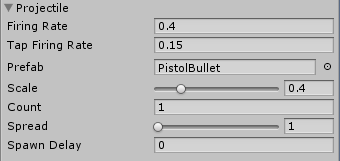 Projectile
Firing Rate 0.4
Tap Firing Rate 0.15
Prefab PistolBullet
Scale 0.4
Count 1
Spread 1
Spawn Delay 0